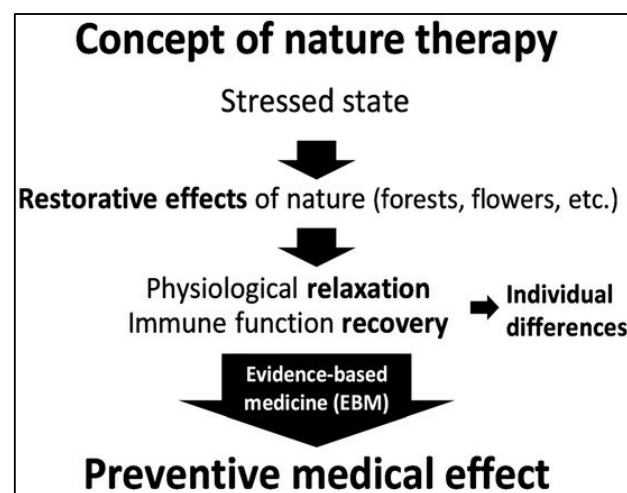 Concept of nature therapy
Stressed state
Restorative effects of nature (forests, flowers, etc.)
Physiological relaxation
Immune function recovery
Individual
differences
Evidence-based
medicine (EBM)
Preventive medical effect